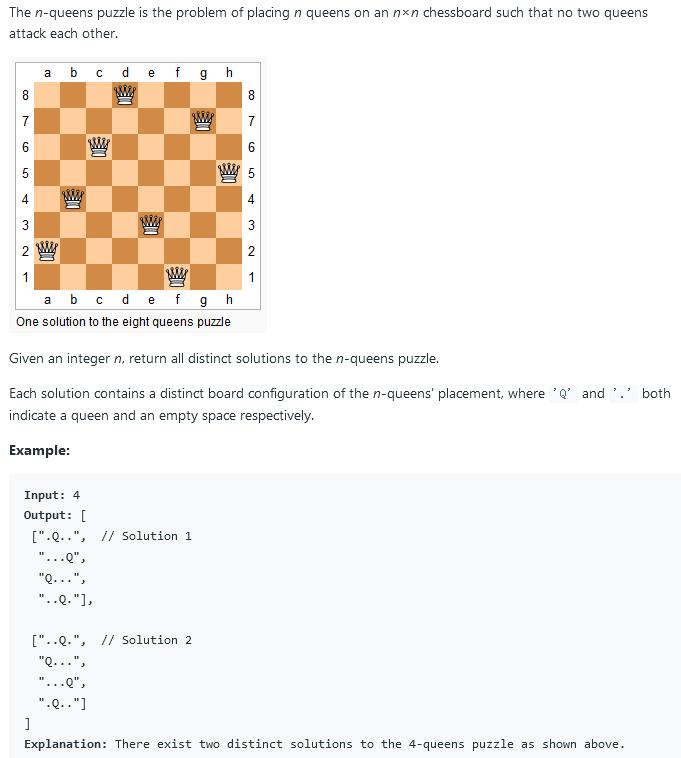 The n-queens puzzle is the problem of placing n queens on an n×n chessboard such that no two queens
attack each other.
a b c d e f g h
8 8
7 7
6 6
5 5
4 4
3 3
2 2
1 1
a b c d e f g h
One solution to the eight queens puzzle
Given an integer n, return all distinct solutions to the n-queens puzzle.
Each solution contains a distinct board configuration of the n-queens' placement, where 'Q' and '.' both
indicate a queen and an empty space respectively.
Example:
Input: 4
Output: [
[".Q..", // Solution 1
"...Q",
"Q...",
"..Q."],
["..Q.", // Solution 2
"Q...",
"...Q",
".Q.."]
]
Explanation: There exist two distinct solutions to the 4-queens puzzle as shown above.